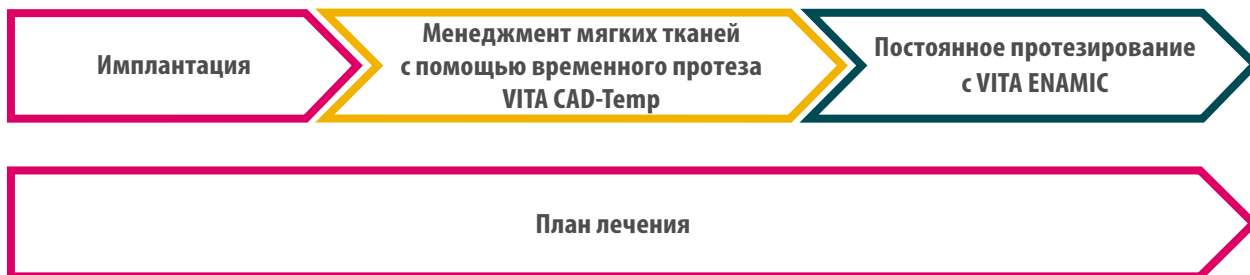 Имплантация
Менеджмент мягких тканей
с помощью временного протеза
VITA CAD-Temp
Постоянное протезирование
с VITA ENAMIC
План лечения